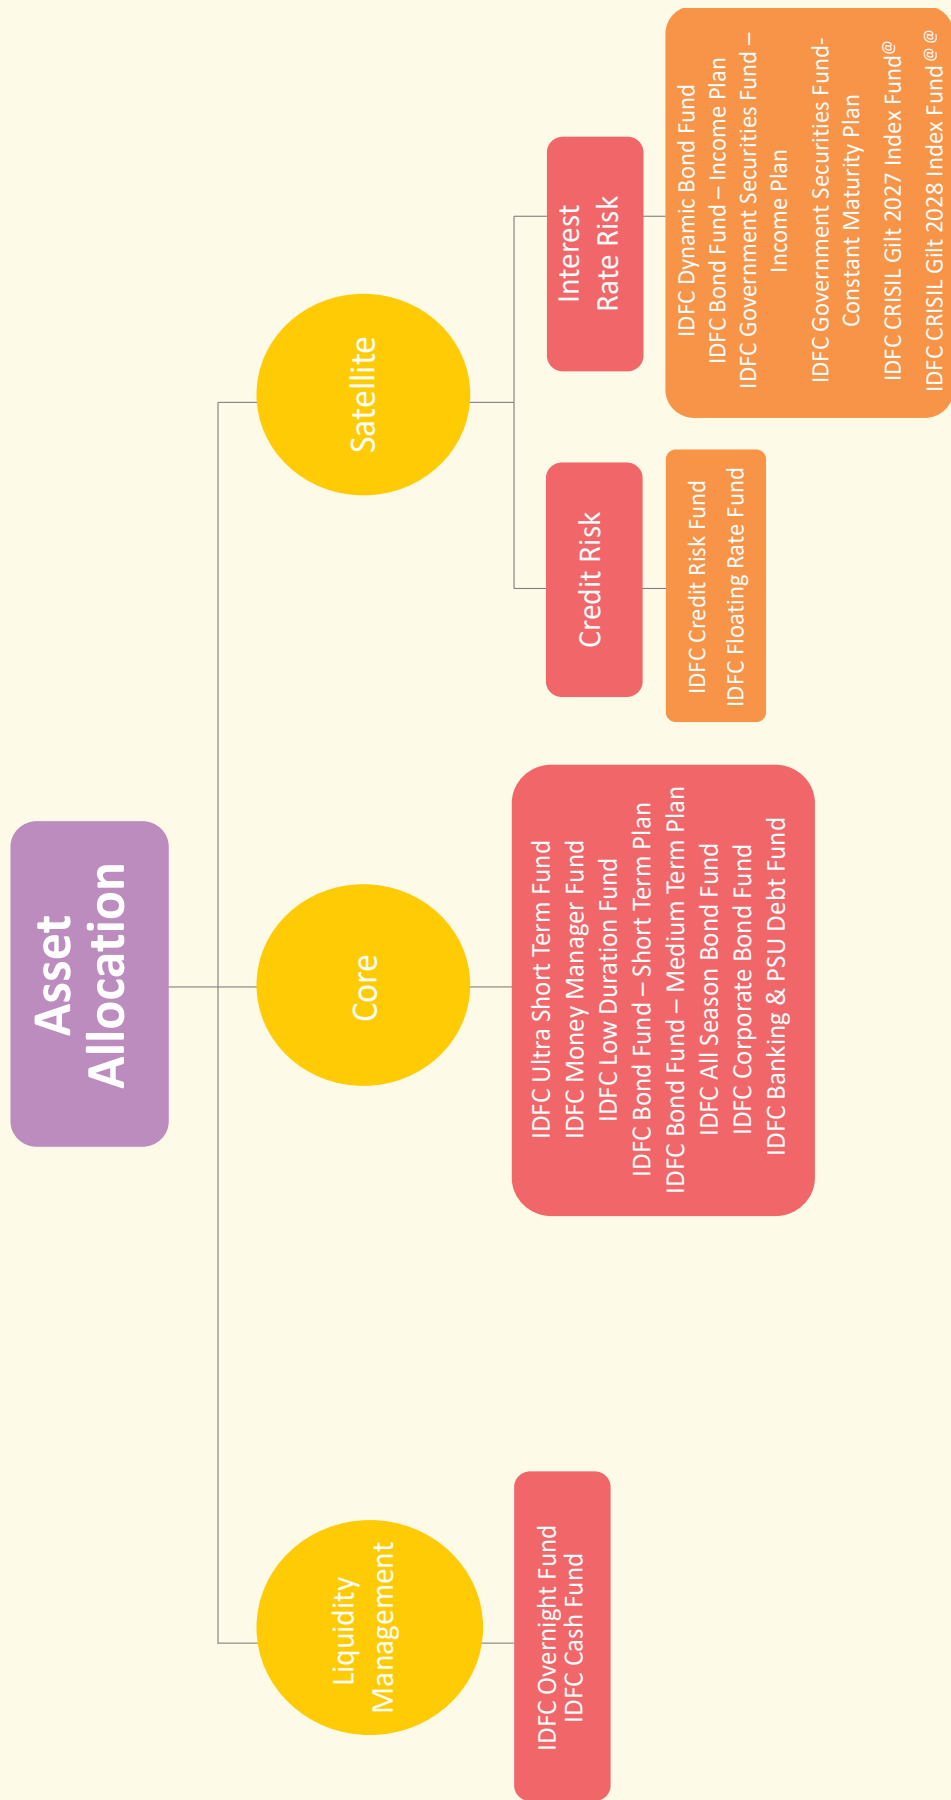 Asset
Allocation
Liquidity
Management
IDFC Overnight Fund
IDFC Cash Fund
Core
IDFC Ultra Short Term Fund
IDFC Money Manager Fund
IDFC Low Duration Fund
IDFC Bond Fund – Short Term Plan
IDFC Bond Fund – Medium Term Plan
IDFC All Season Bond Fund
IDFC Corporate Bond Fund
IDFC Banking & PSU Debt Fund
Satellite
Credit Risk
IDFC Credit Risk Fund
IDFC Floating Rate Fund
Interest
Rate Risk
IDFC Dynamic Bond Fund
IDFC Bond Fund – Income Plan
IDFC Government Securities Fund –
Income Plan
IDFC Government Securities Fund-
Constant Maturity Plan
IDFC CRISIL Gilt 2027 Index Fund@
IDFC CRISIL Gilt 2028 Index Fund @ @